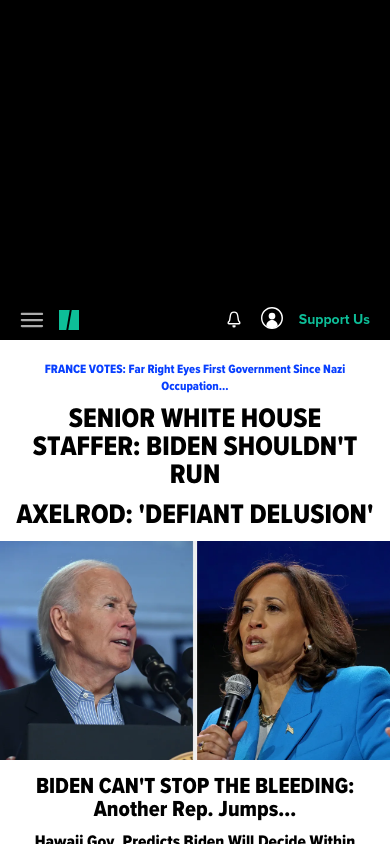 Support Us
FRANCE VOTES: Far Right Eyes First Government Since Nazi
Occupation...
SENIOR WHITE HOUSE
STAFFER: BIDEN SHOULDN'T
RUN
AXELROD: 'DEFIANT DELUSION'
BIDEN CAN'T STOP THE BLEEDING:
Another Rep. Jumps...
Hawaii Gov. Predicts Biden Will Decide Within